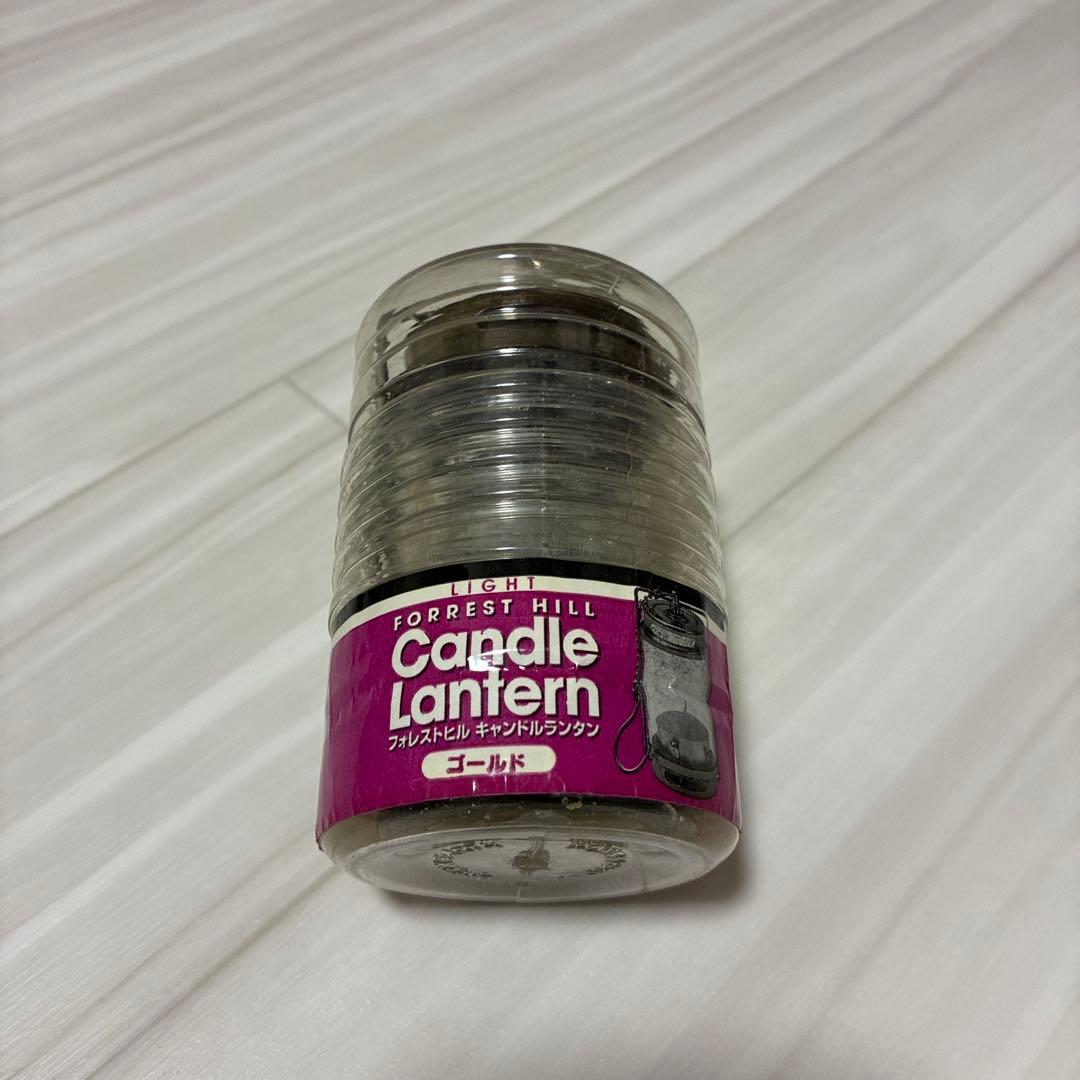 LIGHT
FORREST HILL
Candle
Lantern
フォレストヒル キャンドルランタン
ゴールド